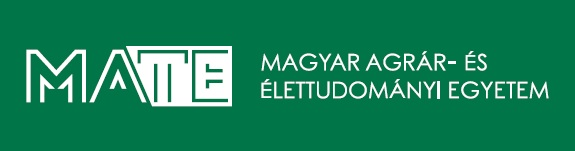 MATE
MAGYAR AGRÁR- ÉS
ÉLETTUDOMÁNYI EGYETEM